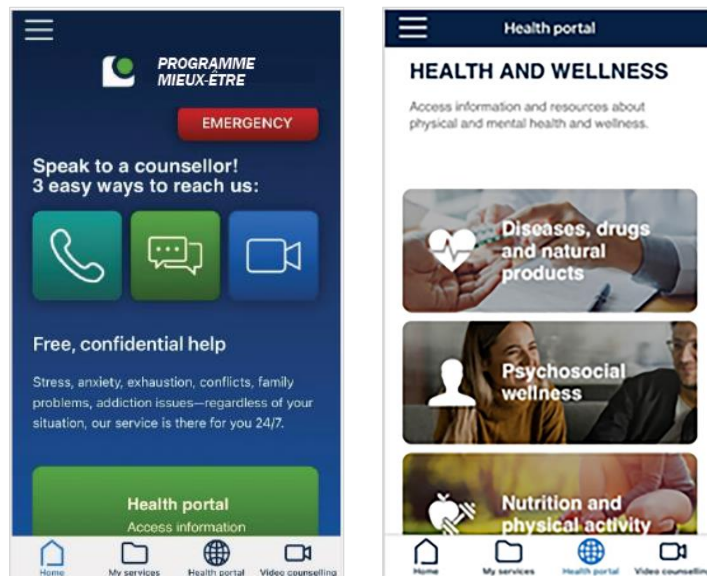 PROGRAMME
MIEUX-ÊTRE
EMERGENCY
Speak to a counsellor!
3 easy ways to reach us:
Free, confidential help
Stress, anxiety, exhaustion, conflicts, family
problems, addiction issues—regardless of your
situation, our service is there for you 24/7.
Health portal
Access information
Home
My services
Health portal
Video counselling
Health portal
HEALTH AND WELLNESS
Access information and resources about
physical and mental health and wellness.
Diseases, drugs
and natural
products
Psychosocial
wellness
Nutrition and
physical activity
Home
My services
Health portal
Video counselling